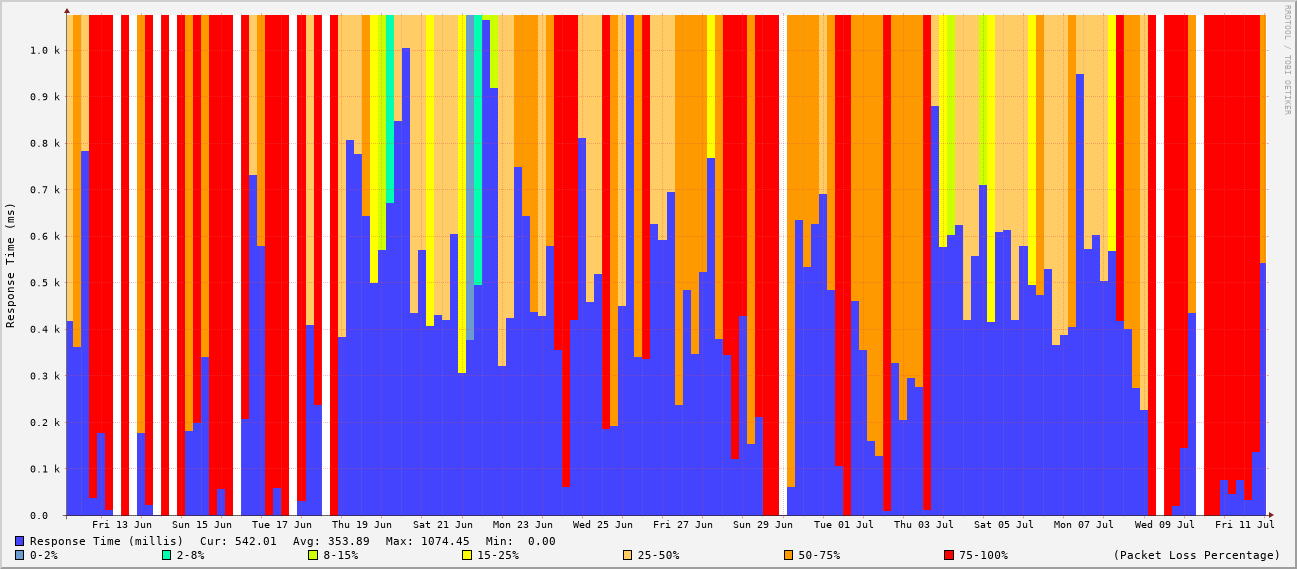 RRDTOOL / TOBI OETIKER
Response Time (ms)
1.0 k
0.9 k
0.8 k
0.7 k
0.6 k
0.5 k
0.4 k
0.3 k
0.2 k
0.1 k
0.0
Fri 13 Jun Sun 15 Jun Tue 17 Jun Thu 19 Jun Sat 21 Jun Mon 23 Jun Wed 25 Jun Fri 27 Jun Sun 29 Jun Tue 01 Jul Thu 03 Jul Sat 05 Jul Mon 07 Jul Wed 09 Jul Fri 11 Jul
Response Time (millis) Cur: 542.01 Avg: 353.89 Max: 1074.45 Min: 0.00
0-2% 2-8% 8-15% 15-25% 25-50% 50-75% 75-100% (Packet Loss Percentage)